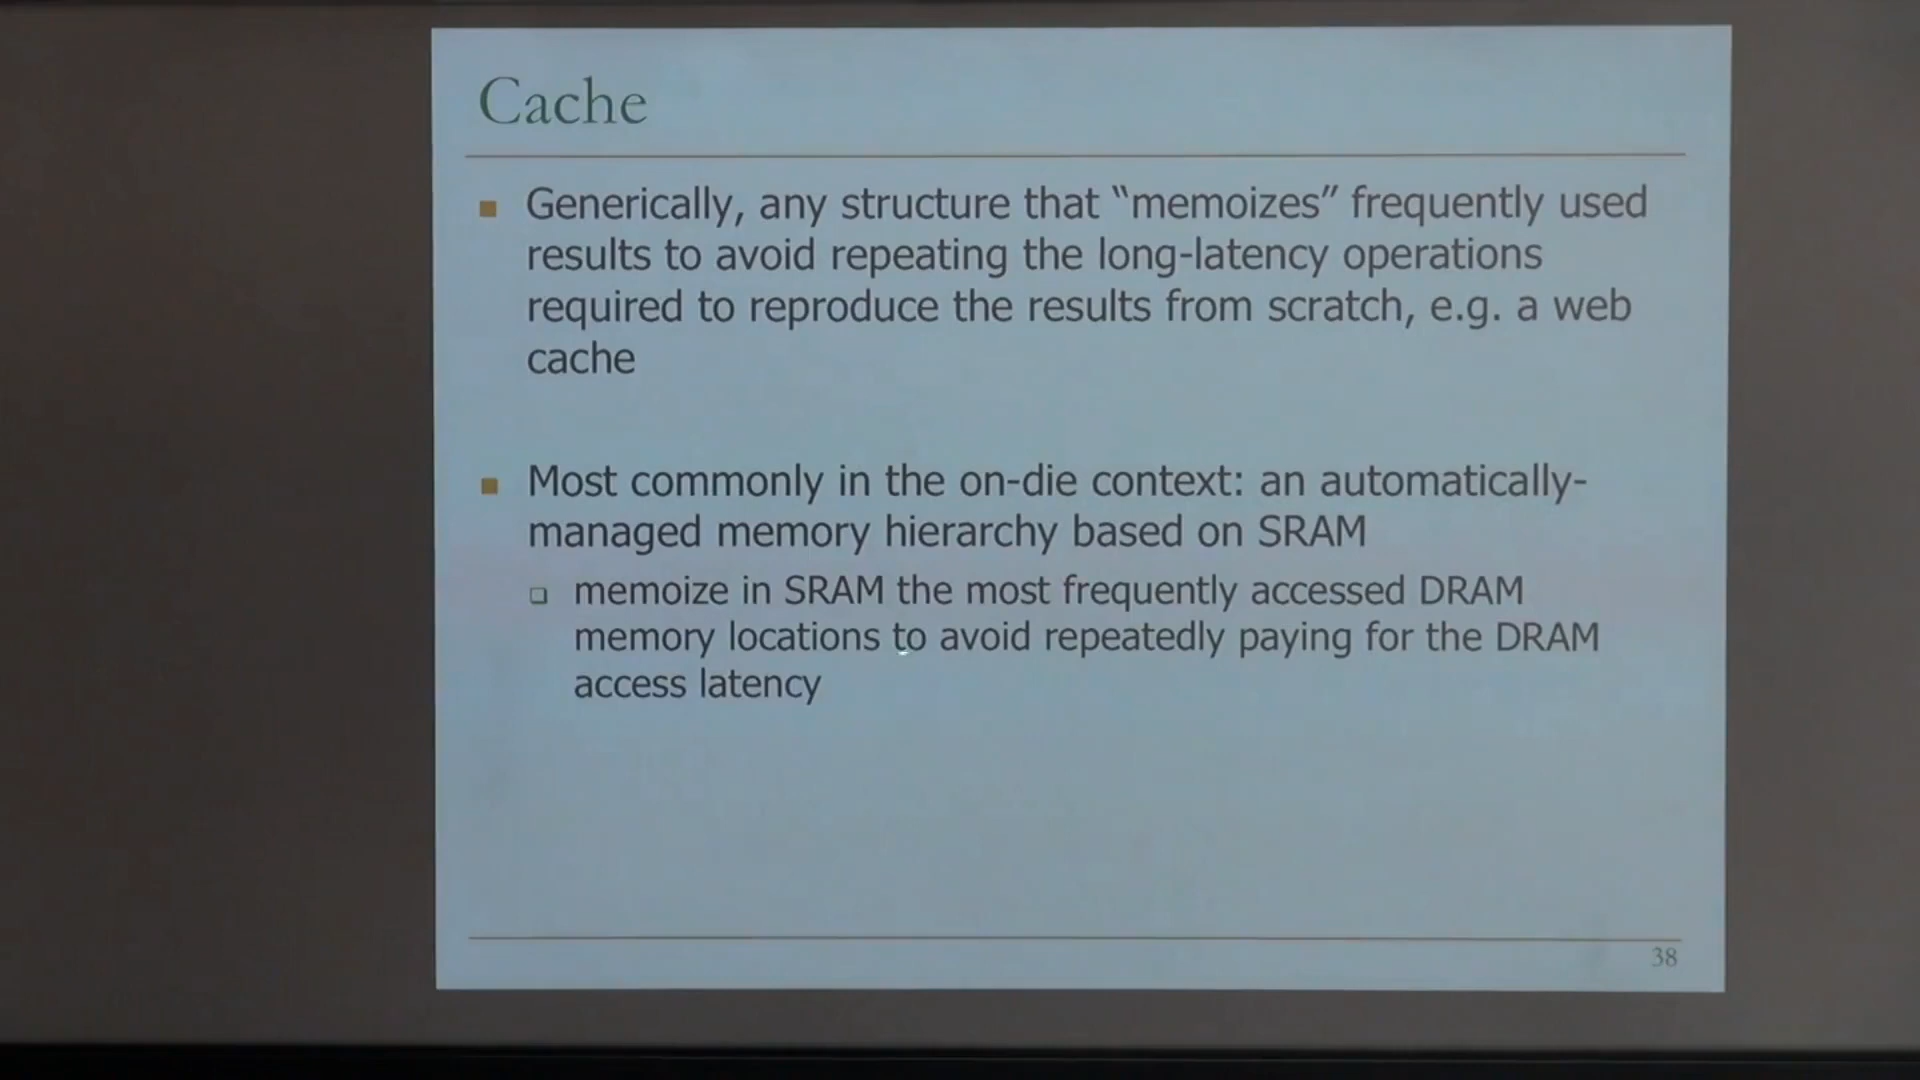 Cache
Generically, any structure that “memoizes” frequently used
results to avoid repeating the long-latency operations
required to reproduce the results from scratch, e.g. a web
cache
Most commonly in the on-die context: an automatically-
managed memory hierarchy based on SRAM
memoize in SRAM the most frequently accessed DRAM
memory locations to avoid repeatedly paying for the DRAM
access latency
38